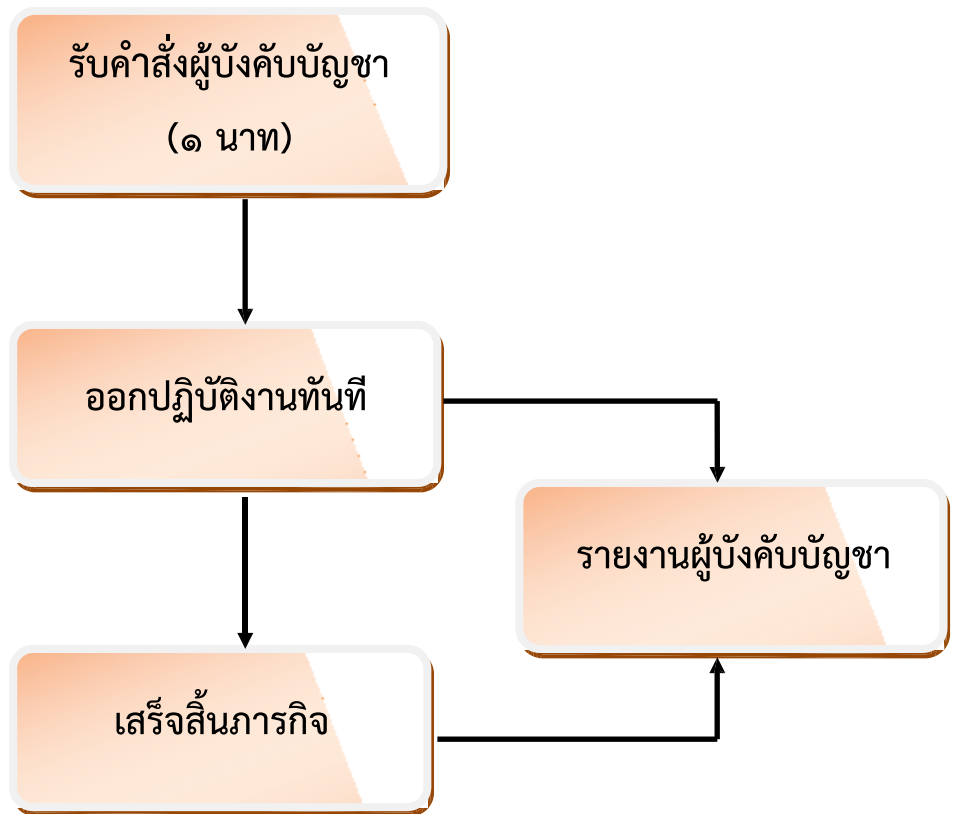 รับคำสั่งผู้บังคับบัญชา
(๑ นาท)
ออกปฏิบัติงานทันที
รายงานผู้บังคับบัญชา
เสร็จสิ้นภารกิจ